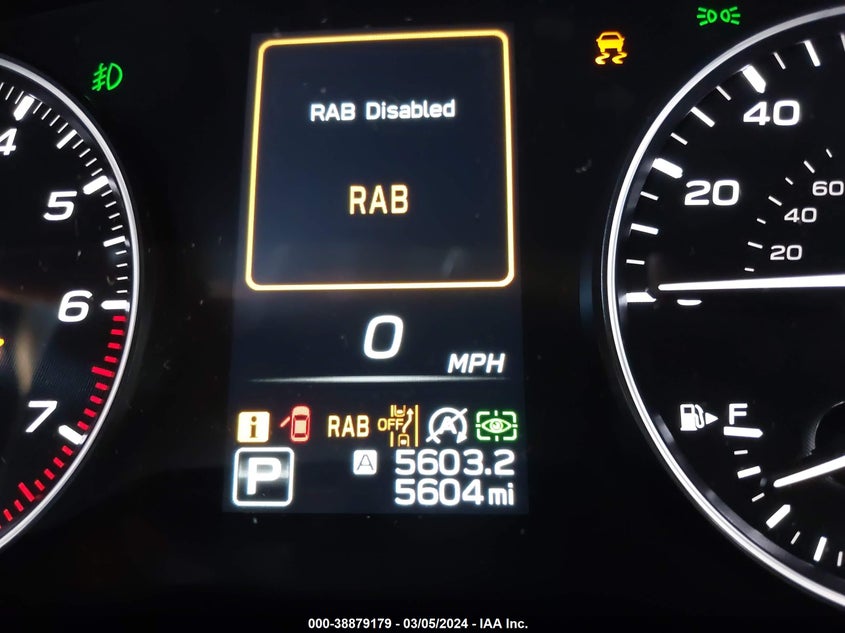 RAB Disabled
RAB
4
5
6
7
40
20
60
40
20
0
MPH
F
i
RAB
OFF
A
P
A 5603.2
5604 mi
000-38879179 - 03/05/2024 - IAA Inc.